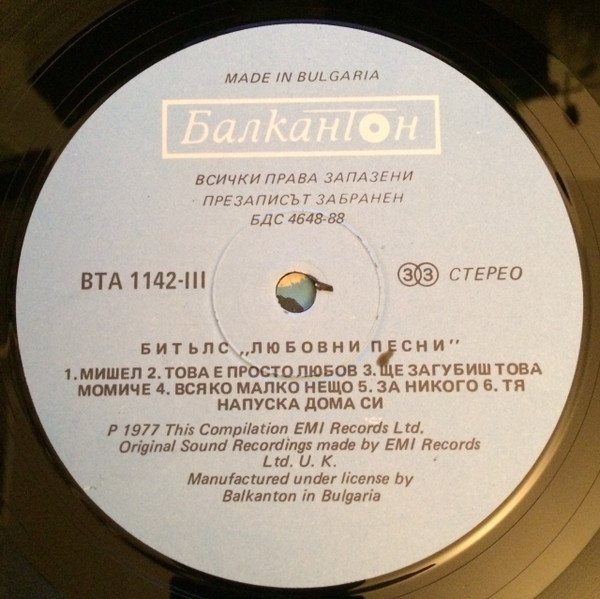 MADE IN BULGARIA
Балкантон
ВСИЧКИ ПРАВА ЗАПАЗЕНИ
ПРЕЗАПИСЪТ ЗАБРАНЕН
БДС 4648-88
ВТА 1142-III
33 СТЕРЕО
БИТЪЛС „ЛЮБОВНИ ПЕСНИ"
1.МИШЕЛ 2. ТОВА Е ПРОСТО ЛЮБОВ 3. ЩЕ ЗАГУБИШ ТОВА
МОМИЧЕ 4. ВСЯКО МАЛКО НЕЩО 5. ЗА НИКОГО 6. ТЯ
НАПУСКА ДОМА СИ
P 1977 This Compilation EMI Records Ltd.
Original Sound Recordings made by EMI Records
Ltd. U. K.
Manufactured under license by
Balkanton in Bulgaria